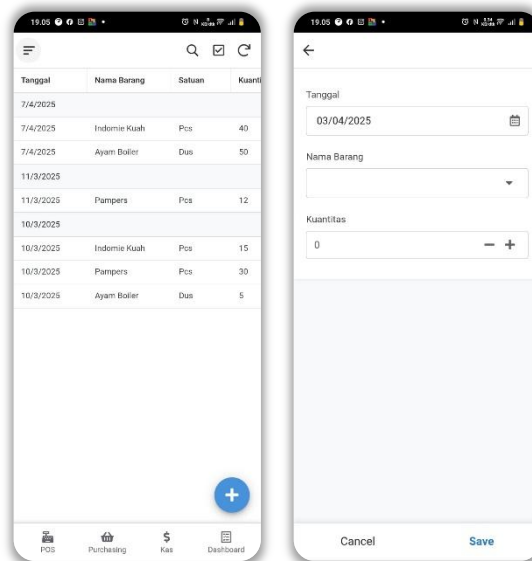 19.05
Tanggal Nama Barang Satuan Kuanti
7/4/2025
7/4/2025 Indomie Kuah Pcs 40
7/4/2025 Ayam Boiler Dus 50
11/3/2025
11/3/2025 Pampers Pcs 12
10/3/2025
10/3/2025 Indomie Kuah Pcs 15
10/3/2025 Pampers Pcs 30
10/3/2025 Ayam Boiler Dus 5
POS Purchasing Kas Dashboard
19.05
Tanggal
03/04/2025
Nama Barang
Kuantitas
0
Cancel Save